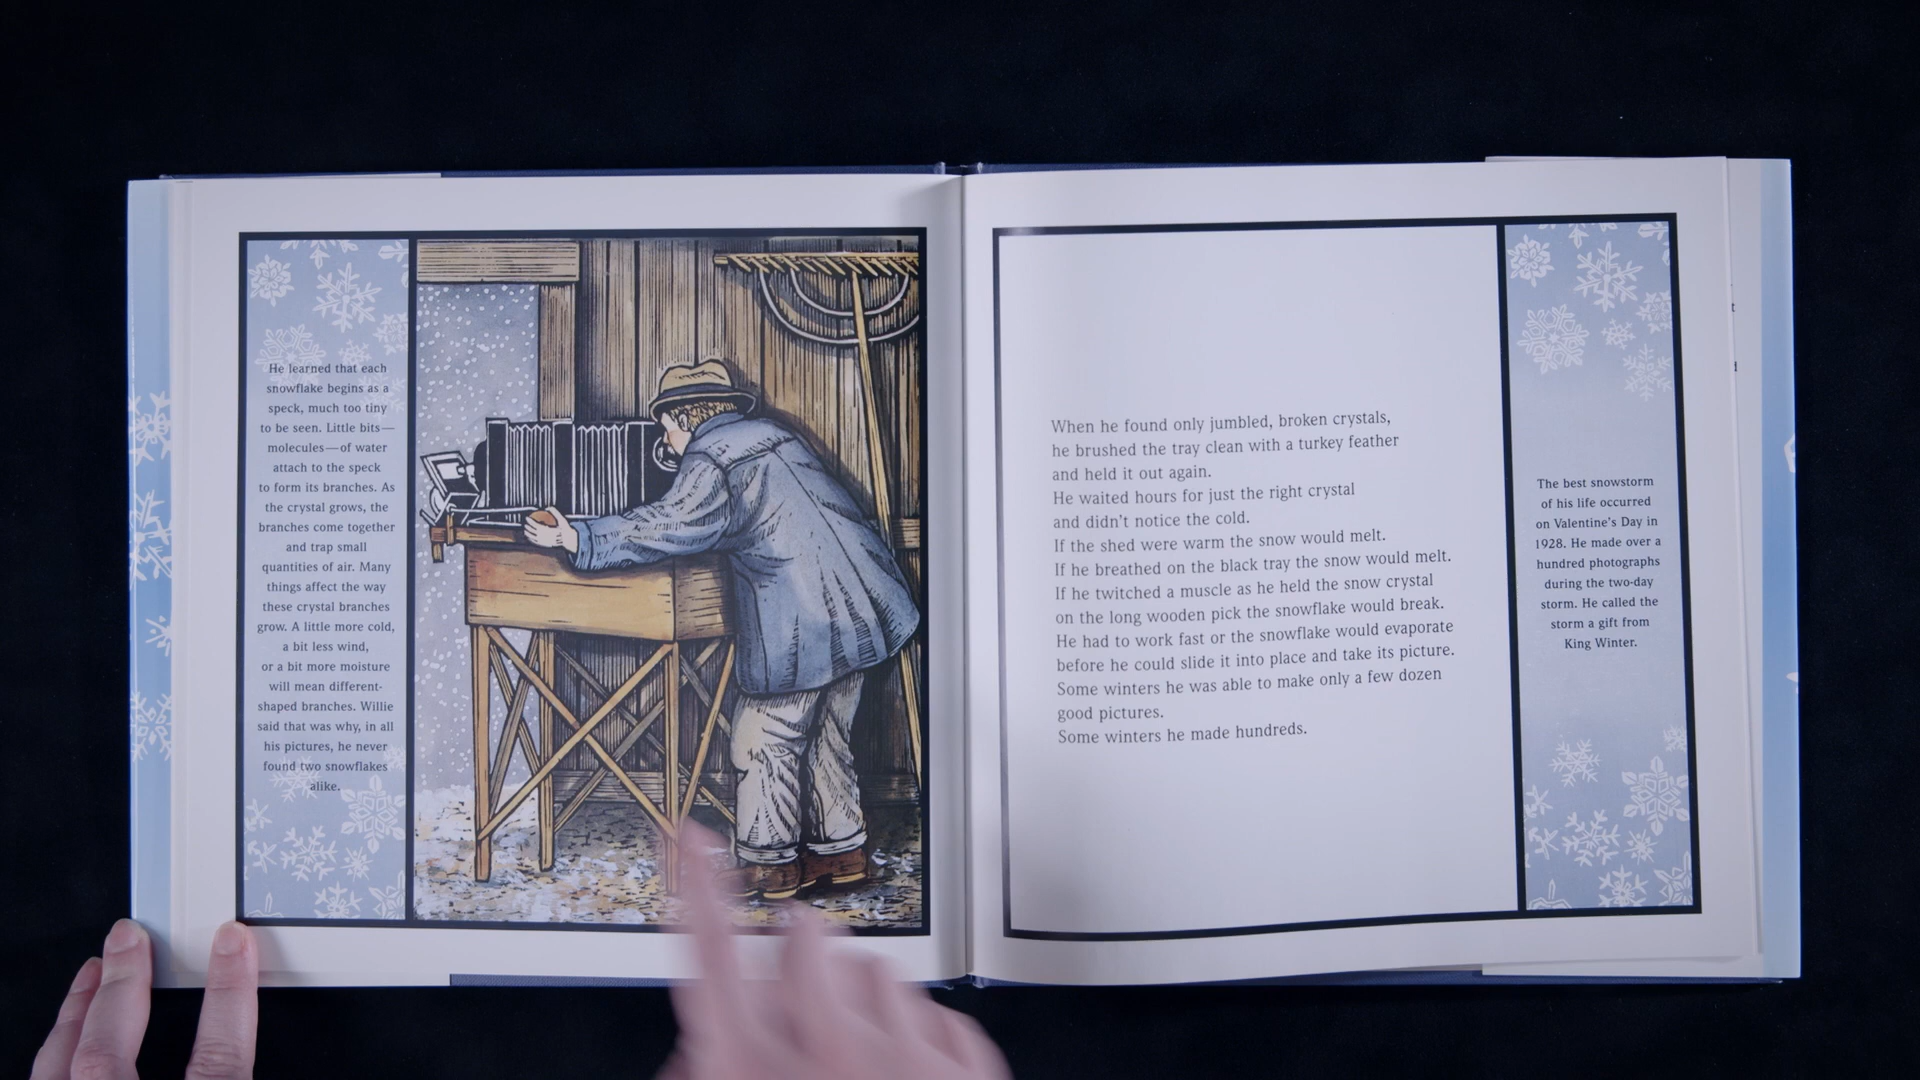 He learned that each
snowflake begins as a
speck, much too tiny
to be seen. Little bits—
molecules—of water
attach to the speck
to form its branches. As
the crystal grows, the
branches come together
and trap small
quantities of air. Many
things affect the way
these crystal branches
grow. A little more cold,
a bit less wind,
or a bit more moisture
will mean different-
shaped branches. Willie
said that was why, in all
his pictures, he never
found two snowflakes
alike.
When he found only jumbled, broken crystals,
he brushed the tray clean with a turkey feather
and held it out again.
He waited hours for just the right crystal
and didn't notice the cold.
If the shed were warm the snow would melt.
If he breathed on the black tray the snow would melt.
If he twitched a muscle as he held the snow crystal
on the long wooden pick the snowflake would break.
He had to work fast or the snowflake would evaporate
before he could slide it into place and take its picture.
Some winters he was able to make only a few dozen
good pictures.
Some winters he made hundreds.
The best snowstorm
of his life occurred
on Valentine's Day in
1928. He made over a
hundred photographs
during the two-day
storm. He called the
storm a gift from
King Winter.